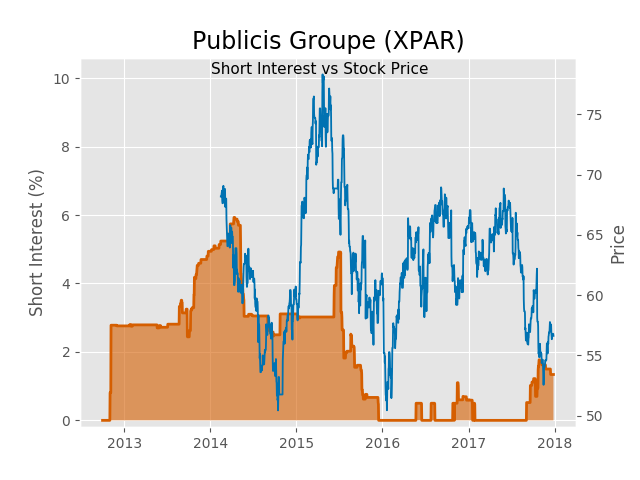 Publicis Groupe (XPAR)
Short Interest vs Stock Price
Short Interest (%)
10
8
6
4
2
0
75
70
65
60
55
50
Price
2013 2014 2015 2016 2017 2018